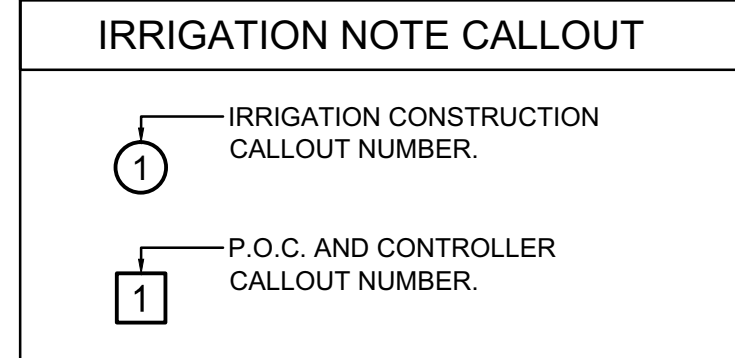 IRRIGATION NOTE CALLOUT
IRRIGATION CONSTRUCTION
CALLOUT NUMBER.
1
P.O.C. AND CONTROLLER
CALLOUT NUMBER.
1